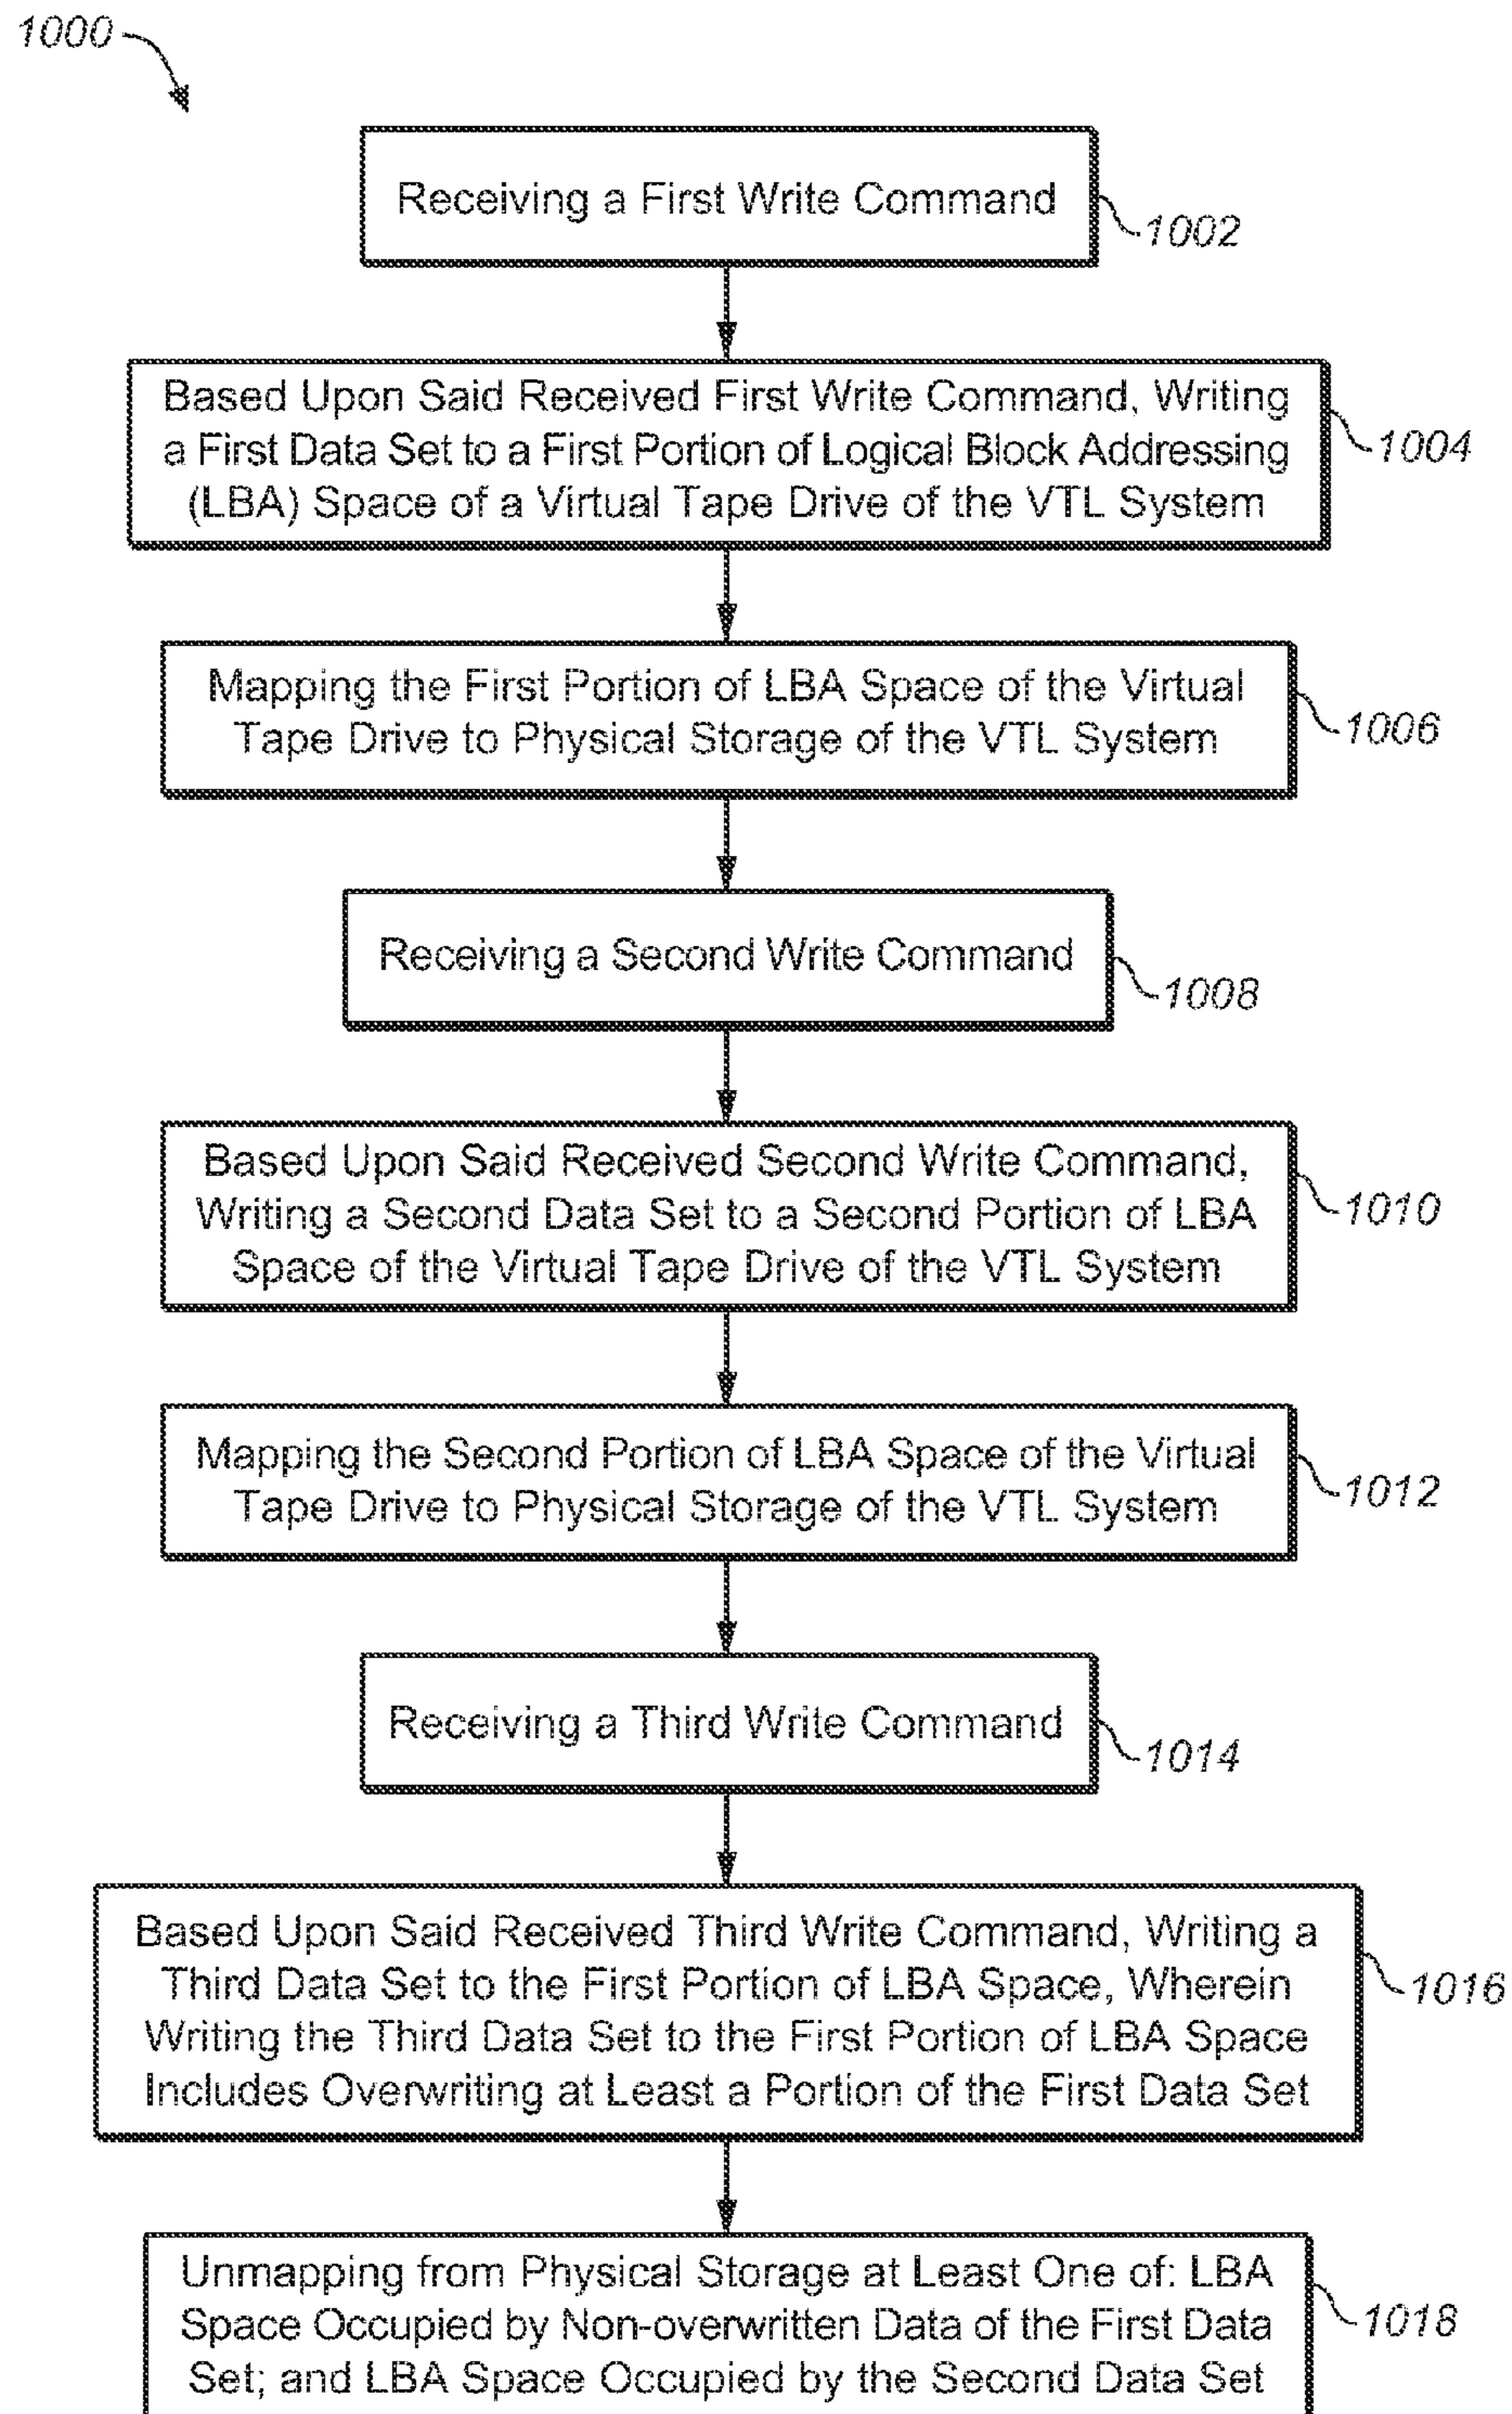 1000
Receiving a First Write Command
1002
Based Upon Said Received First Write Command, Writing
a First Data Set to a First Portion of Logical Block Addressing
(LBA) Space of a Virtual Tape Drive of the VTL System
1004
Mapping the First Portion of LBA Space of the Virtual
Tape Drive to Physical Storage of the VTL System
1006
Receiving a Second Write Command
1008
Based Upon Said Received Second Write Command,
Writing a Second Data Set to a Second Portion of LBA
Space of the Virtual Tape Drive of the VTL System
1010
Mapping the Second Portion of LBA Space of the Virtual
Tape Drive to Physical Storage of the VTL System
1012
Receiving a Third Write Command
1014
Based Upon Said Received Third Write Command, Writing a
Third Data Set to the First Portion of LBA Space, Wherein
Writing the Third Data Set to the First Portion of LBA Space
Includes Overwriting at Least a Portion of the First Data Set
1016
Unmapping from Physical Storage at Least One of: LBA
Space Occupied by Non-overwritten Data of the First Data
Set; and LBA Space Occupied by the Second Data Set
1018